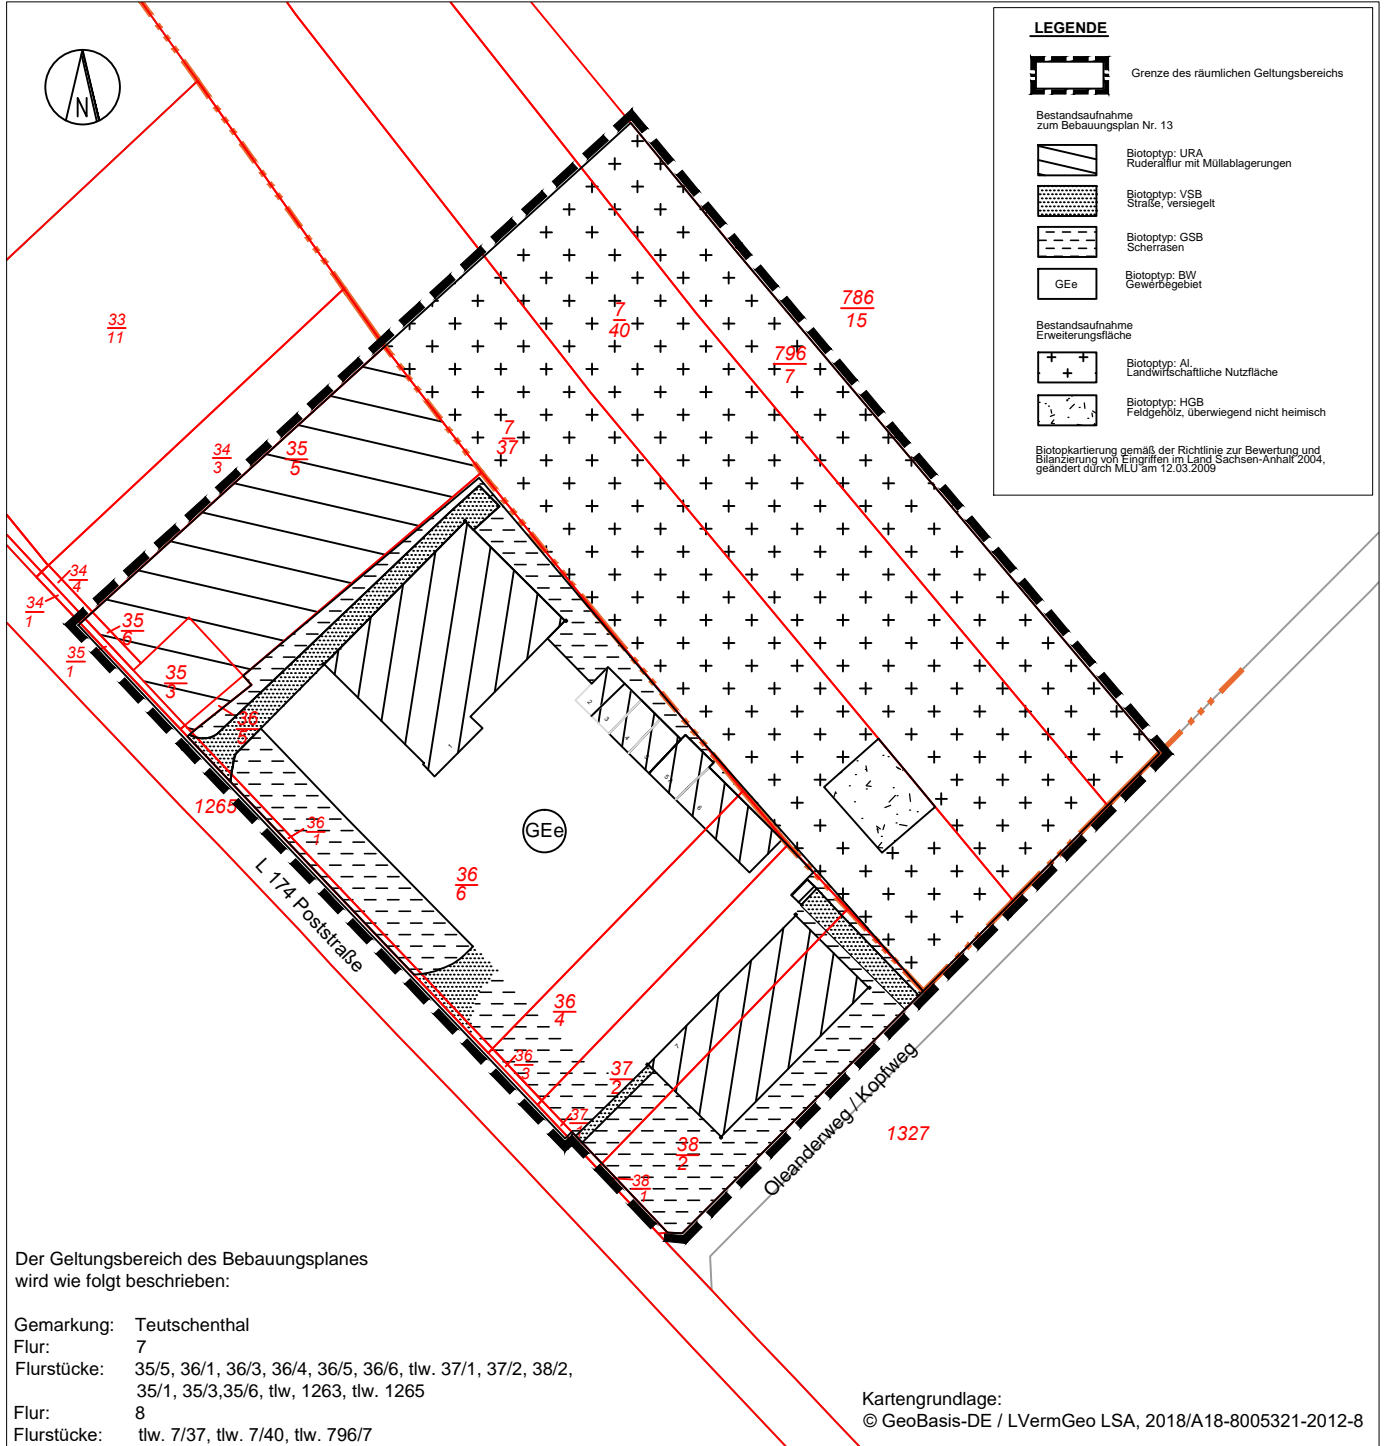 N
LEGENDE
Grenze des räumlichen Geltungsbereichs
Bestandsaufnahme
zum Bebauungsplan Nr. 13
Biotoptyp: URA
Ruderalflur mit Müllablagerungen
Biotoptyp: VSB
Straße, versiegelt
Biotoptyp: GSB
Scherrasen
GEe
Biotoptyp: BW
Gewerbegebiet
Bestandsaufnahme
Erweiterungsfläche
Biotoptyp: AI.
Landwirtschaftliche Nutzfläche
Biotoptyp: HGB
Feldgehölz, überwiegend nicht heimisch
Biotopkartierung gemäß der Richtlinie zur Bewertung und
Bilanzierung von Eingriffen im Land Sachsen-Anhalt 2004,
geändert durch MLU am 12.03.2009
786
15
7
40
796
7
33
11
7
37
34
3
35
5
34
4
34
1
35
6
35
1
35
3
36
5
1265
36
1
L 174 Poststraße
GEe
36
6
1
2
3
4
5
6
7
36
4
36
3
37
2
37
1
38
2
38
1
Oleanderweg / Kopfweg
1327
Der Geltungsbereich des Bebauungsplanes
wird wie folgt beschrieben:
Gemarkung: Teutschenthal
Flur: 7
Flurstücke: 35/5, 36/1, 36/3, 36/4, 36/5, 36/6, tlw. 37/1, 37/2, 38/2,
35/1, 35/3,35/6, tlw, 1263, tlw. 1265
Flur: 8
Flurstücke: tlw. 7/37, tlw. 7/40, tlw. 796/7
Kartengrundlage:
© GeoBasis-DE / LVermGeo LSA, 2018/A18-8005321-2012-8